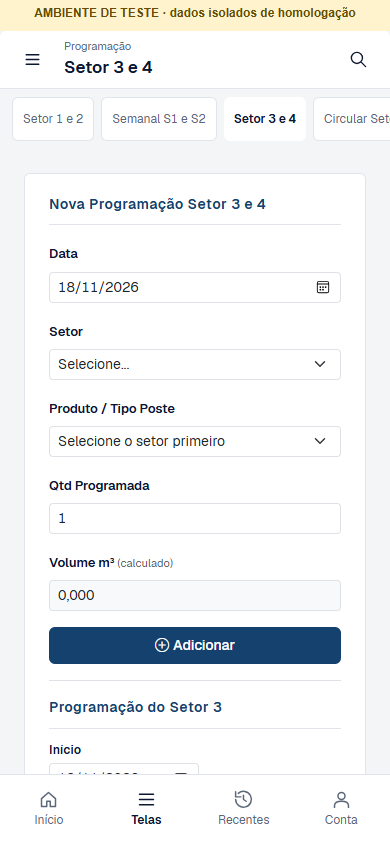 AMBIENTE DE TESTE · dados isolados de homologação
Programação
Setor 3 e 4
Setor 1 e 2
Semanal S1 e S2
Setor 3 e 4
Circular
Nova Programação Setor 3 e 4
Data
18/11/2026
Setor
Selecione...
Produto / Tipo Poste
Selecione o setor primeiro
Qtd Programada
1
Volume m³ (calculado)
0,000
Adicionar
Programação do Setor 3
Início
Início
Telas
Recentes
Conta